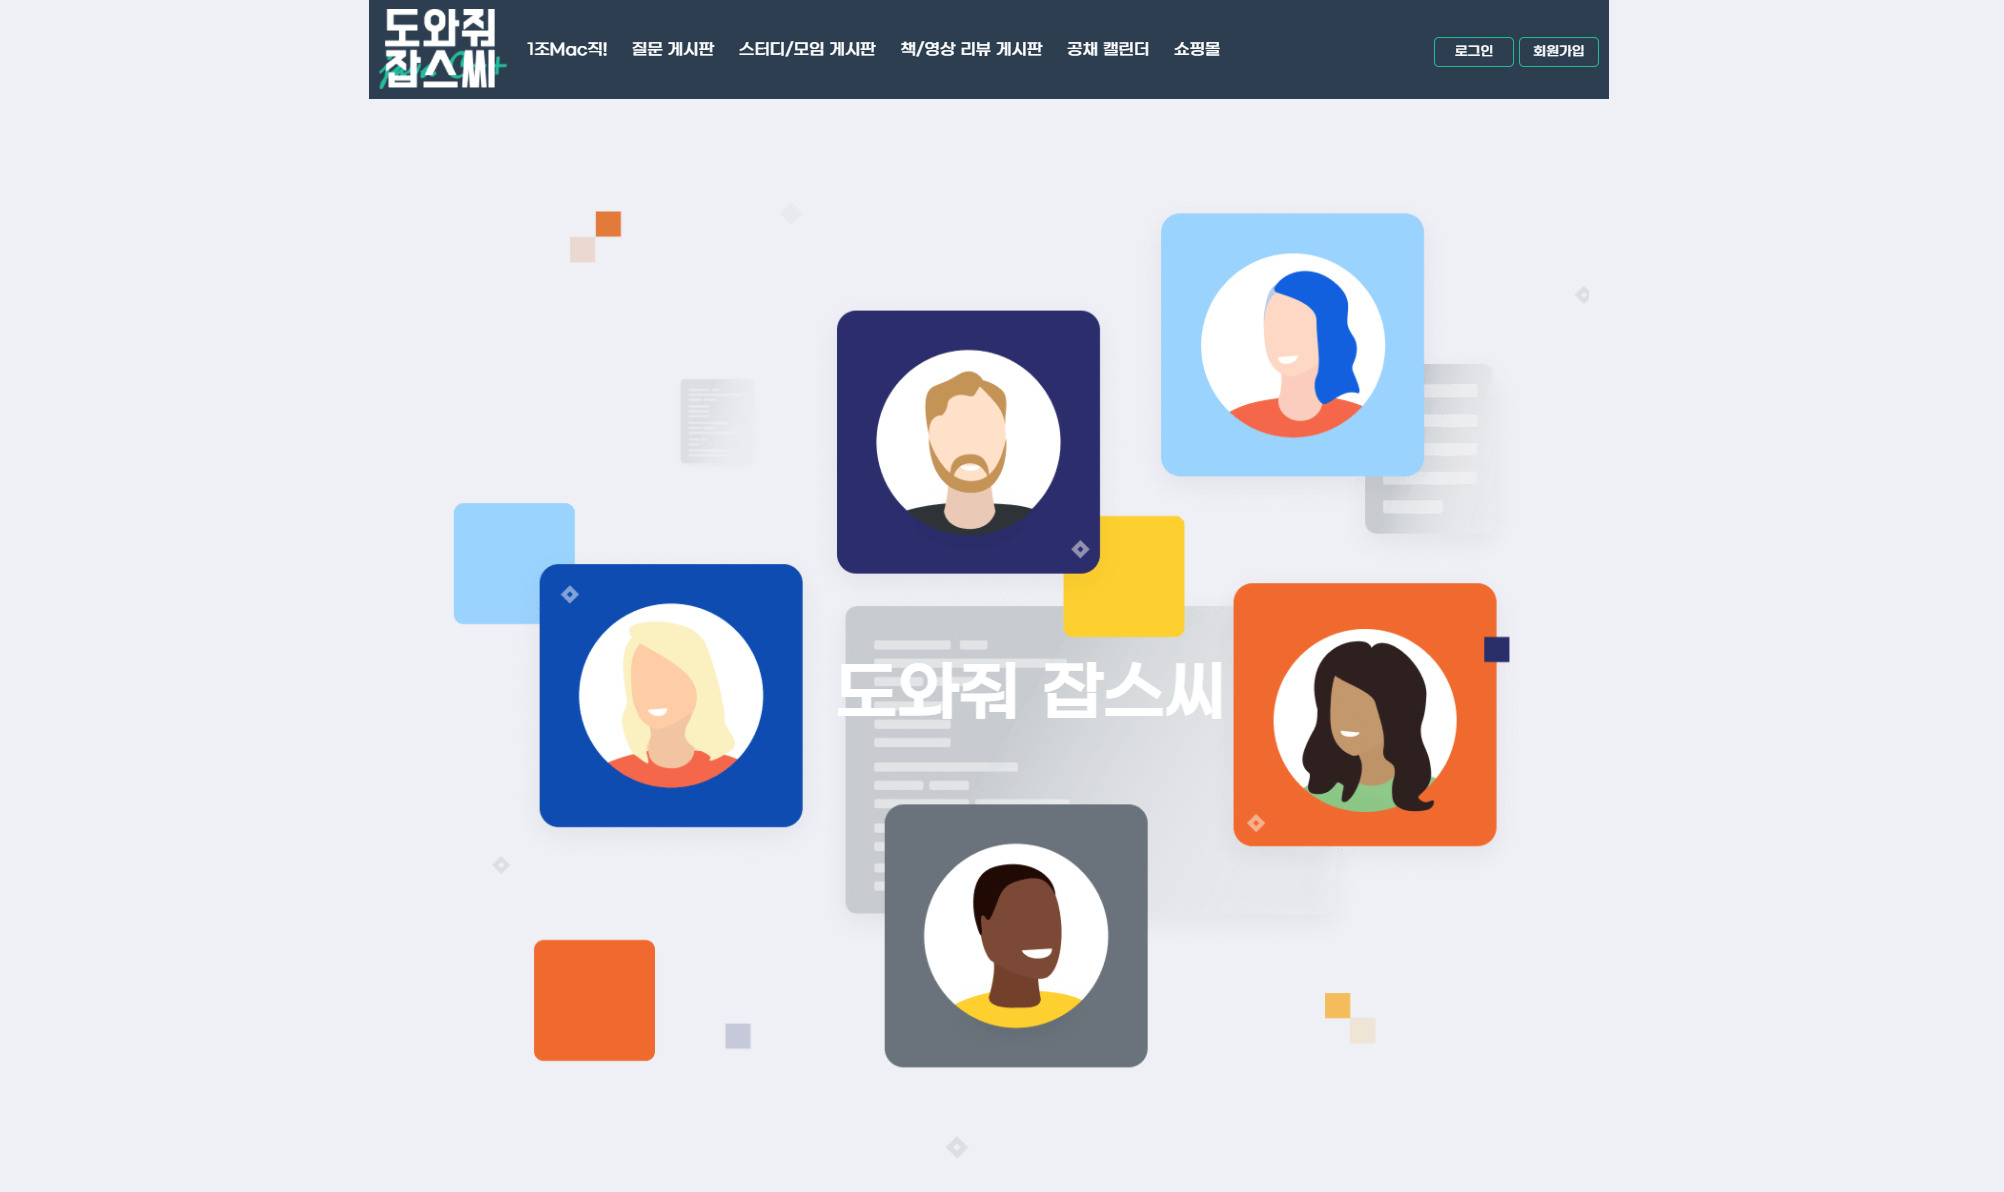 도와줘
잡스씨
1조Mac직! 질문 게시판 스터디/모임 게시판 책/영상 리뷰 게시판 공채 캘린더 쇼핑몰
로그인 회원가입
도와줘 잡스씨